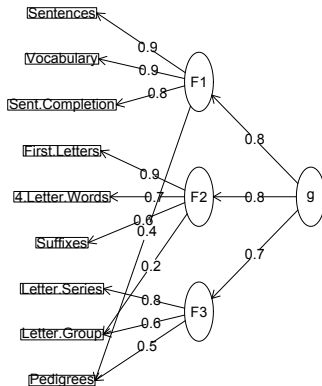 Sentences
0.9
Vocabulary
0.9
F1
Sent.Completion
0.8
0.8
First.Letters
0.9
4.Letter.Words
0.7
F2
0.8
g
0.6
Suffixes
0.4
0.7
0.2
Letter.Series
0.8
F3
Letter.Group
0.6
0.5
Pedigrees